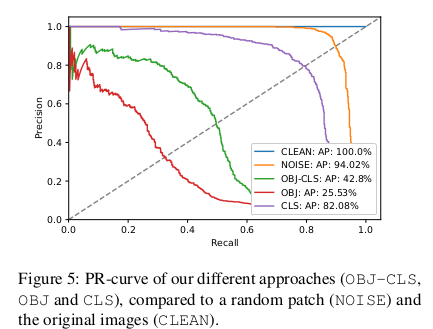 1.0
0.8
0.6
0.4
0.2
0.0
Precision
0.0 0.2 0.4 0.6 0.8 1.0
Recall
CLEAN: AP: 100.0%
NOISE: AP: 94.02%
OBJ-CLS: AP: 42.8%
OBJ: AP: 25.53%
CLS: AP: 82.08%
Figure 5: PR-curve of our different approaches (OBJ-CLS,
OBJ and CLS), compared to a random patch (NOISE) and
the original images (CLEAN).